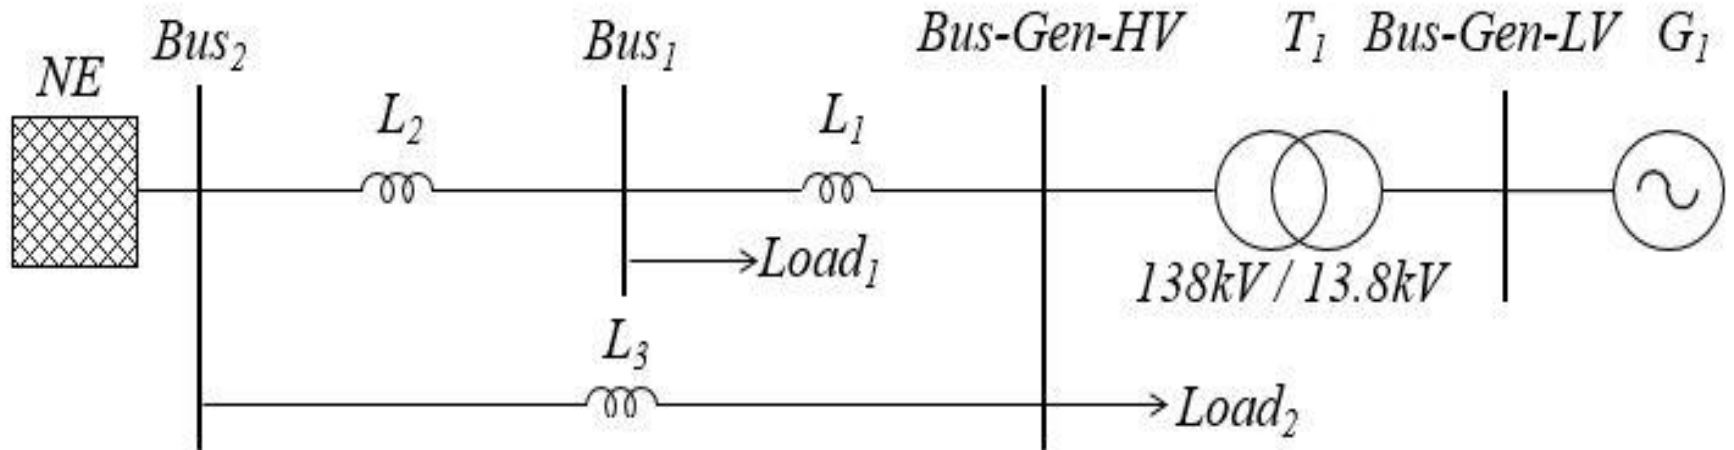 NE
Bus₂
Bus₁
Bus-Gen-HV
T₁
Bus-Gen-LV
G₁
L₂
L₁
Load₁
138kV / 13.8kV
L₃
Load₂